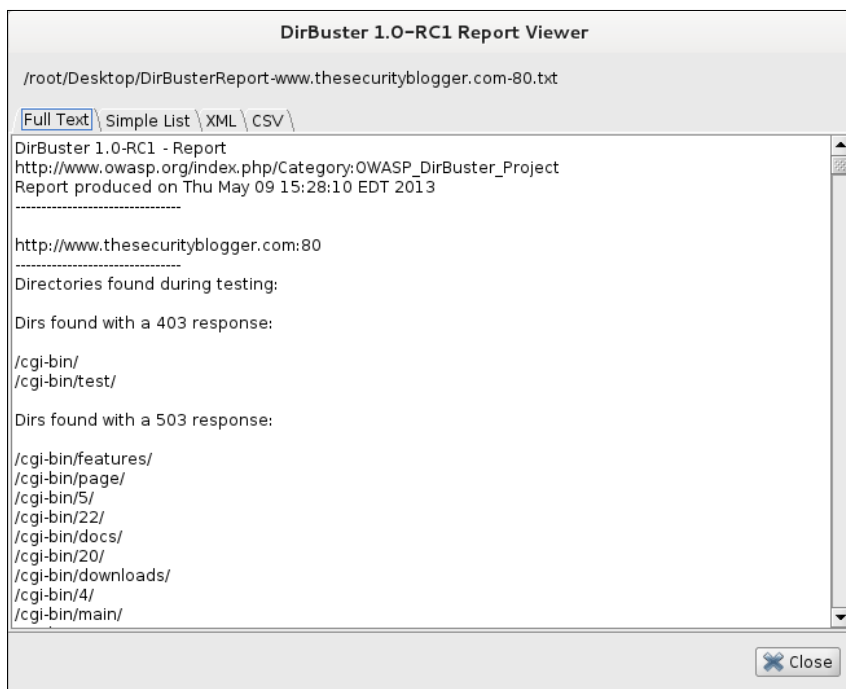 DirBuster 1.0-RC1 Report Viewer
/root/Desktop/DirBusterReport-www.thesecurityblogger.com-80.txt
Full Text \ Simple List \ XML \ CSV \
DirBuster 1.0-RC1 - Report
http://www.owasp.org/index.php/Category:OWASP_DirBuster_Project
Report produced on Thu May 09 15:28:10 EDT 2013
--------------------------------
http://www.thesecurityblogger.com:80
--------------------------------
Directories found during testing:
Dirs found with a 403 response:
/cgi-bin/
/cgi-bin/test/
Dirs found with a 503 response:
/cgi-bin/features/
/cgi-bin/page/
/cgi-bin/5/
/cgi-bin/22/
/cgi-bin/docs/
/cgi-bin/20/
/cgi-bin/downloads/
/cgi-bin/4/
/cgi-bin/main/
Close